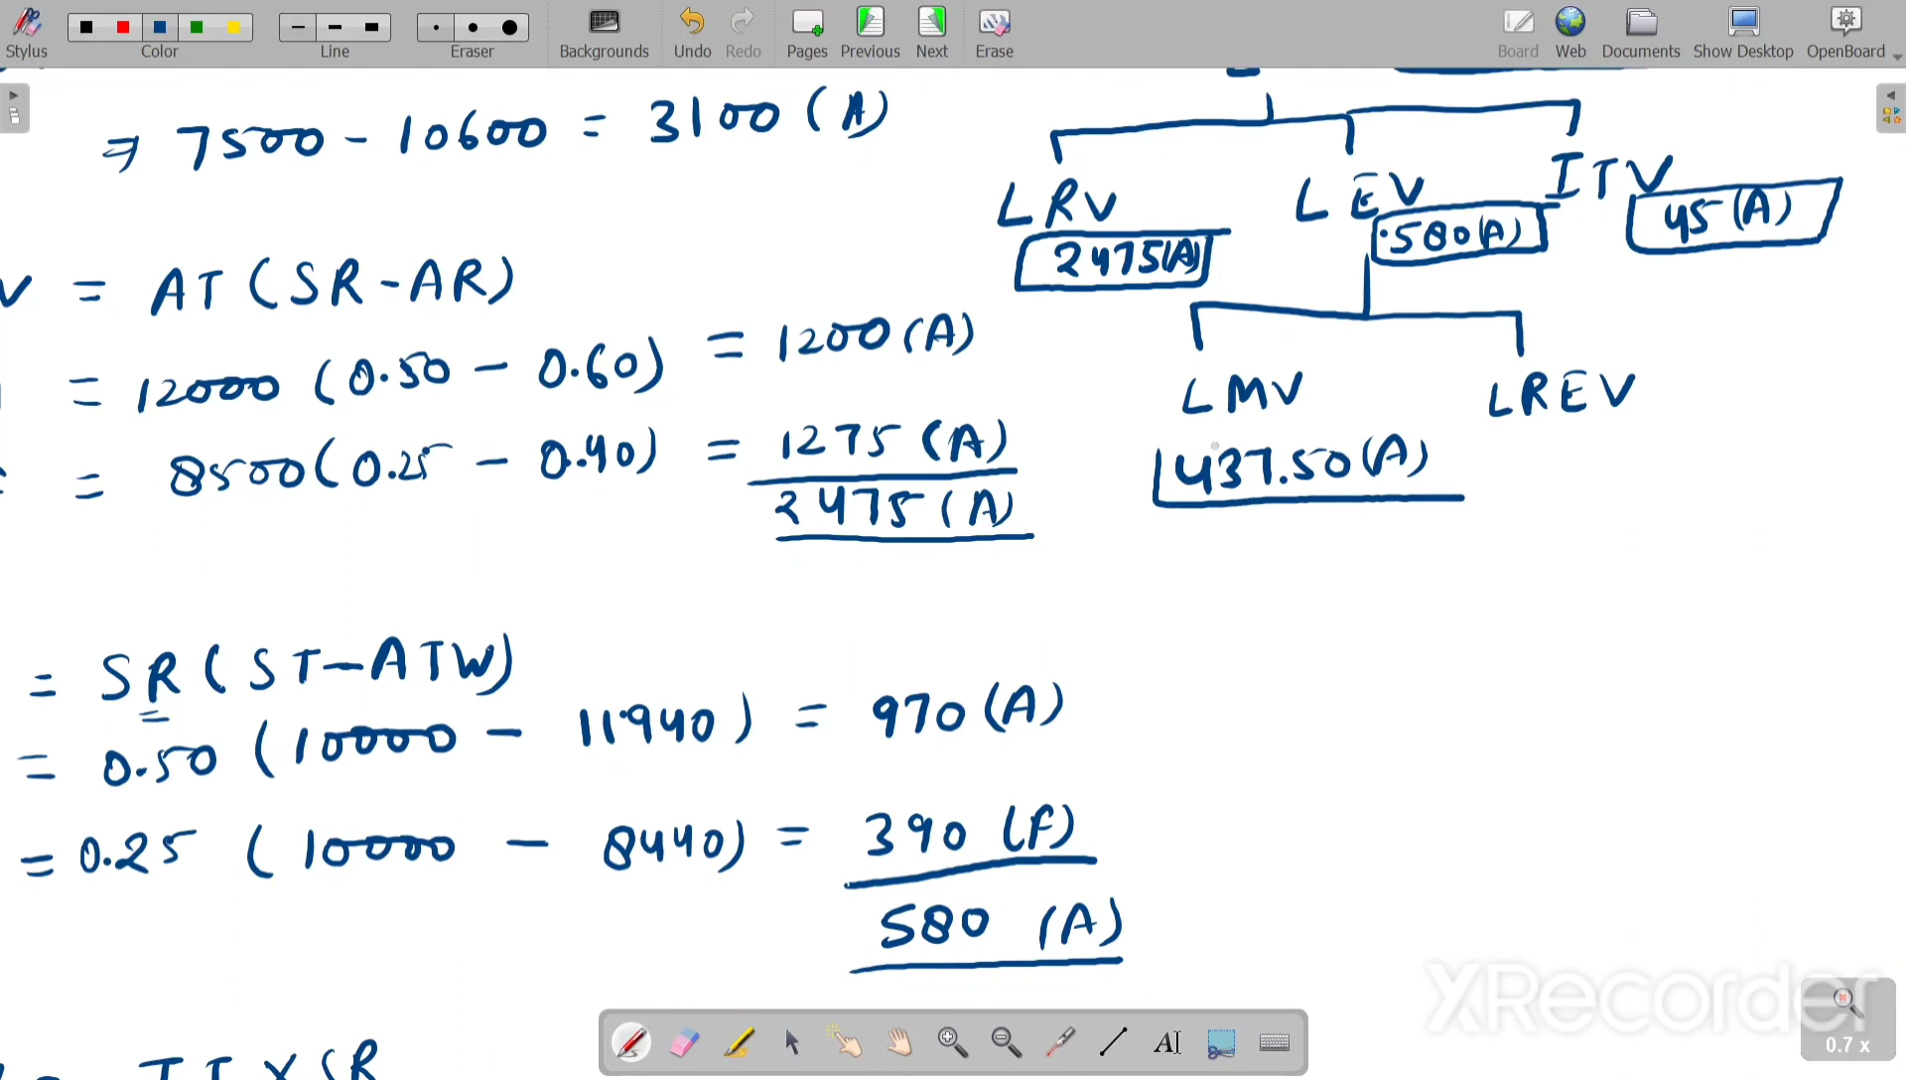 Stylus
Color
Line
Eraser
Backgrounds
Undo
Redo
Pages
Previous
Next
Erase
Board
Web
Documents
Show Desktop
OpenBoard
⇒ 7500 - 10600 = 3100 (A)
V = AT (SR - AR)
= 12000 (0.50 - 0.60) = 1200 (A)
= 8500 (0.25 - 0.40) = 1275 (A)
2475 (A)
= SR (ST - ATW)
= 0.50 (10000 - 11940) = 970 (A)
= 0.25 (10000 - 8440) = 390 (f)
580 (A)
LRV
2475(A)
LEV
580(A)
ITV
45 (A)
LMV
437.50 (A)
LREV
XRecorder
0.7 x